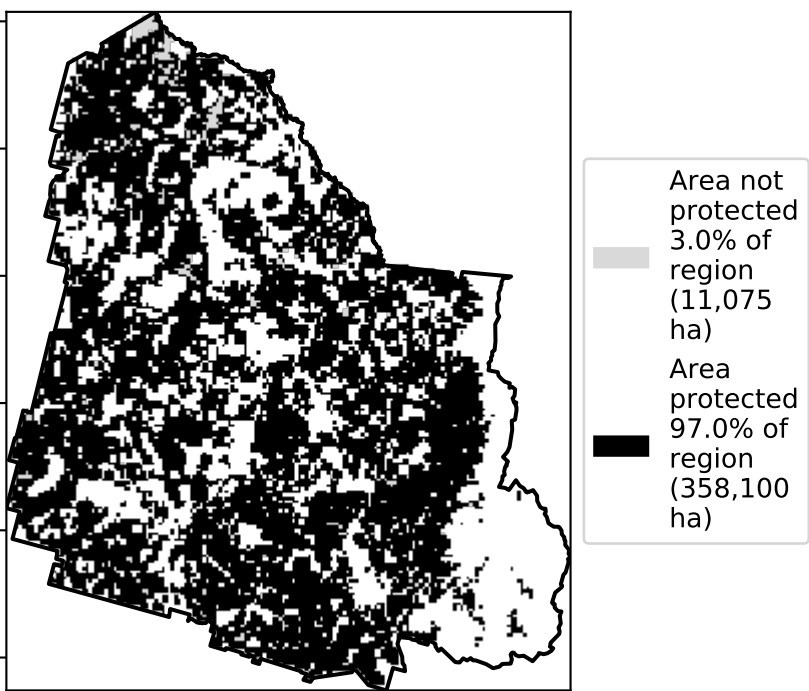 Area not
protected
3.0% of
region
(11,075
ha)
Area
protected
97.0% of
region
(358,100
ha)